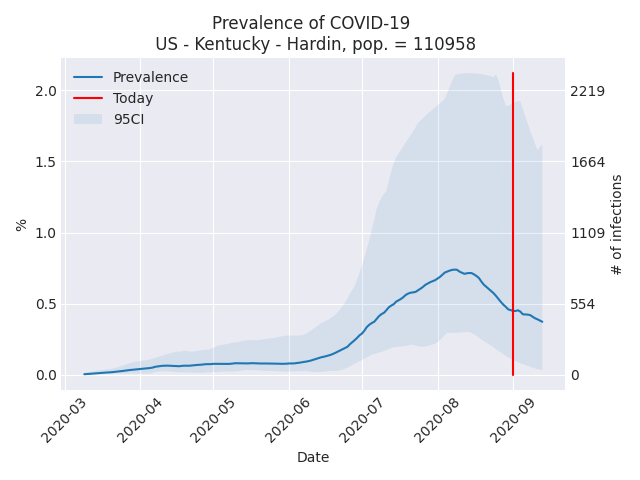 Prevalence of COVID-19
US - Kentucky - Hardin, pop. = 110958
Prevalence
Today
95CI
2.0
1.5
1.0
0.5
0.0
%
2219
1664
1109
554
0
# of infections
2020-03
2020-04
2020-05
2020-06
2020-07
2020-08
2020-09
Date